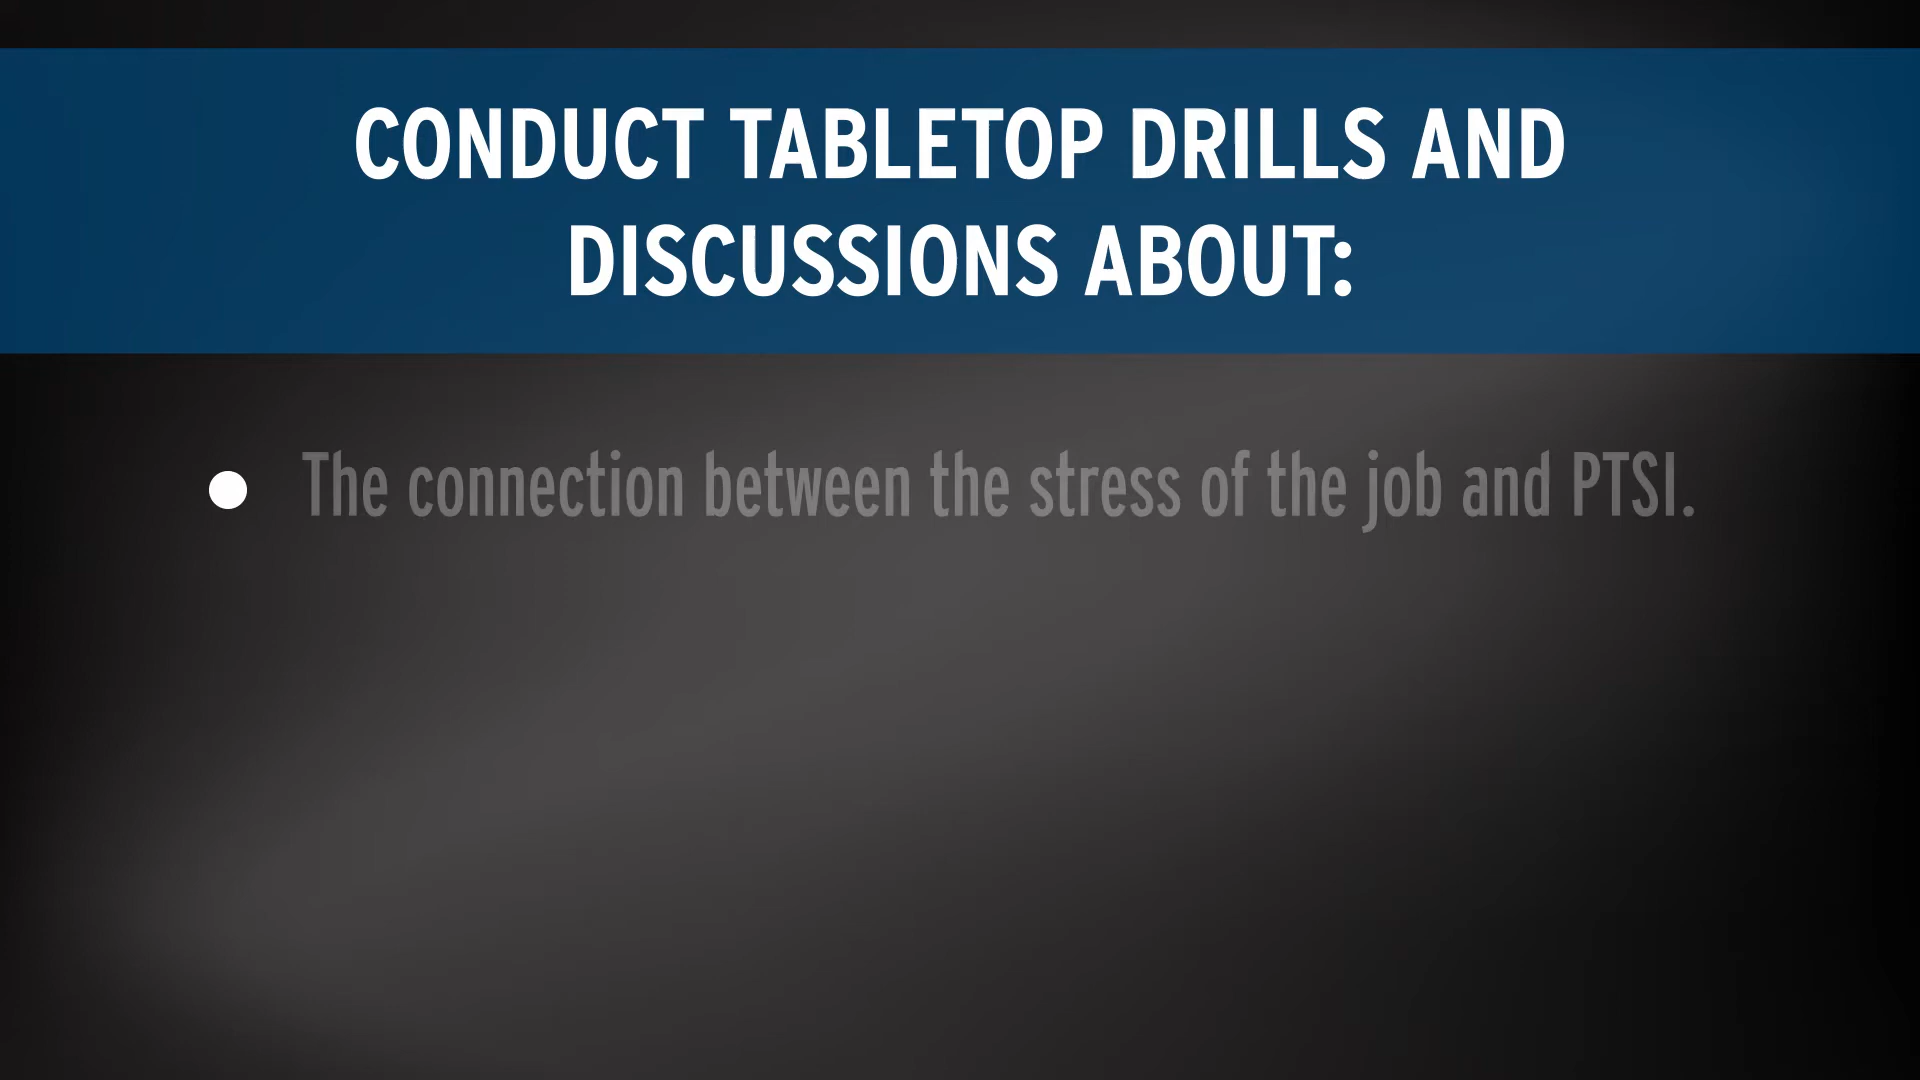 CONDUCT TABLETOP DRILLS AND
DISCUSSIONS ABOUT:
● The connection between the stress of the job and PTSI.